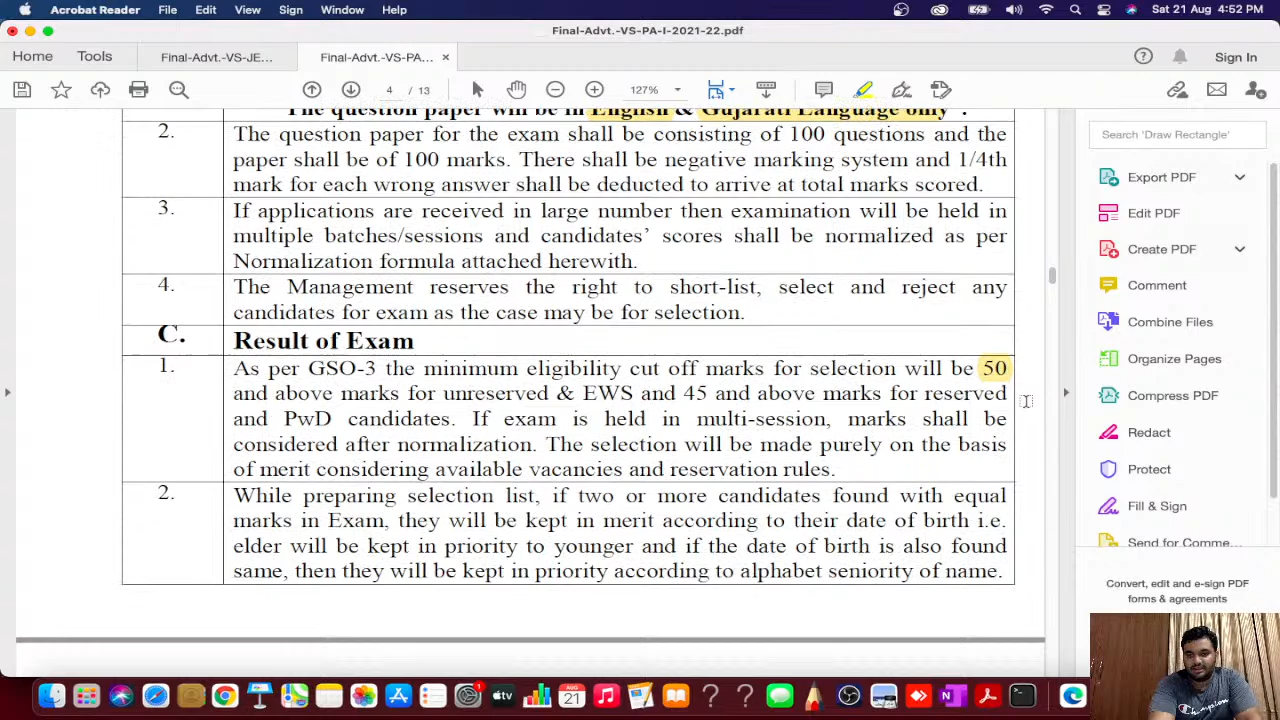 Acrobat Reader File Edit View Sign Window Help Sat 21 Aug 4:52 PM
Final-Advt.-VS-PA-I-2021-22.pdf
Home Tools Final-Advt.-VS-JE... Final-Advt.-VS-PA... × Sign In
4 / 13 127%
The question paper will be in English & Gujarati Language only".
2. The question paper for the exam shall be consisting of 100 questions and the
paper shall be of 100 marks. There shall be negative marking system and 1/4th
mark for each wrong answer shall be deducted to arrive at total marks scored.
3. If applications are received in large number then examination will be held in
multiple batches/sessions and candidates’ scores shall be normalized as per
Normalization formula attached herewith.
4. The Management reserves the right to short-list, select and reject any
candidates for exam as the case may be for selection.
C. Result of Exam
1. As per GSO-3 the minimum eligibility cut off marks for selection will be 50
and above marks for unreserved & EWS and 45 and above marks for reserved
and PwD candidates. If exam is held in multi-session, marks shall be
considered after normalization. The selection will be made purely on the basis
of merit considering available vacancies and reservation rules.
2. While preparing selection list, if two or more candidates found with equal
marks in Exam, they will be kept in merit according to their date of birth i.e.
elder will be kept in priority to younger and if the date of birth is also found
same, then they will be kept in priority according to alphabet seniority of name.
Search 'Draw Rectangle'
Export PDF
Edit PDF
Create PDF
Comment
Combine Files
Organize Pages
Compress PDF
Redact
Protect
Fill & Sign
Send for Comme...
Convert, edit and e-sign PDF
forms & agreements
AUG
21
tv
Champion